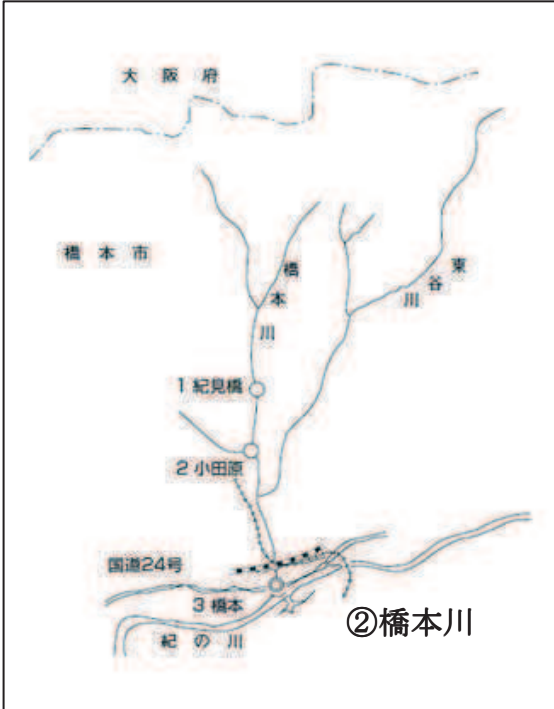 大阪府
橋本市
橋本川
東谷川
1 紀見橋
2 小田原
国道24号
3 橋本
紀の川
②橋本川